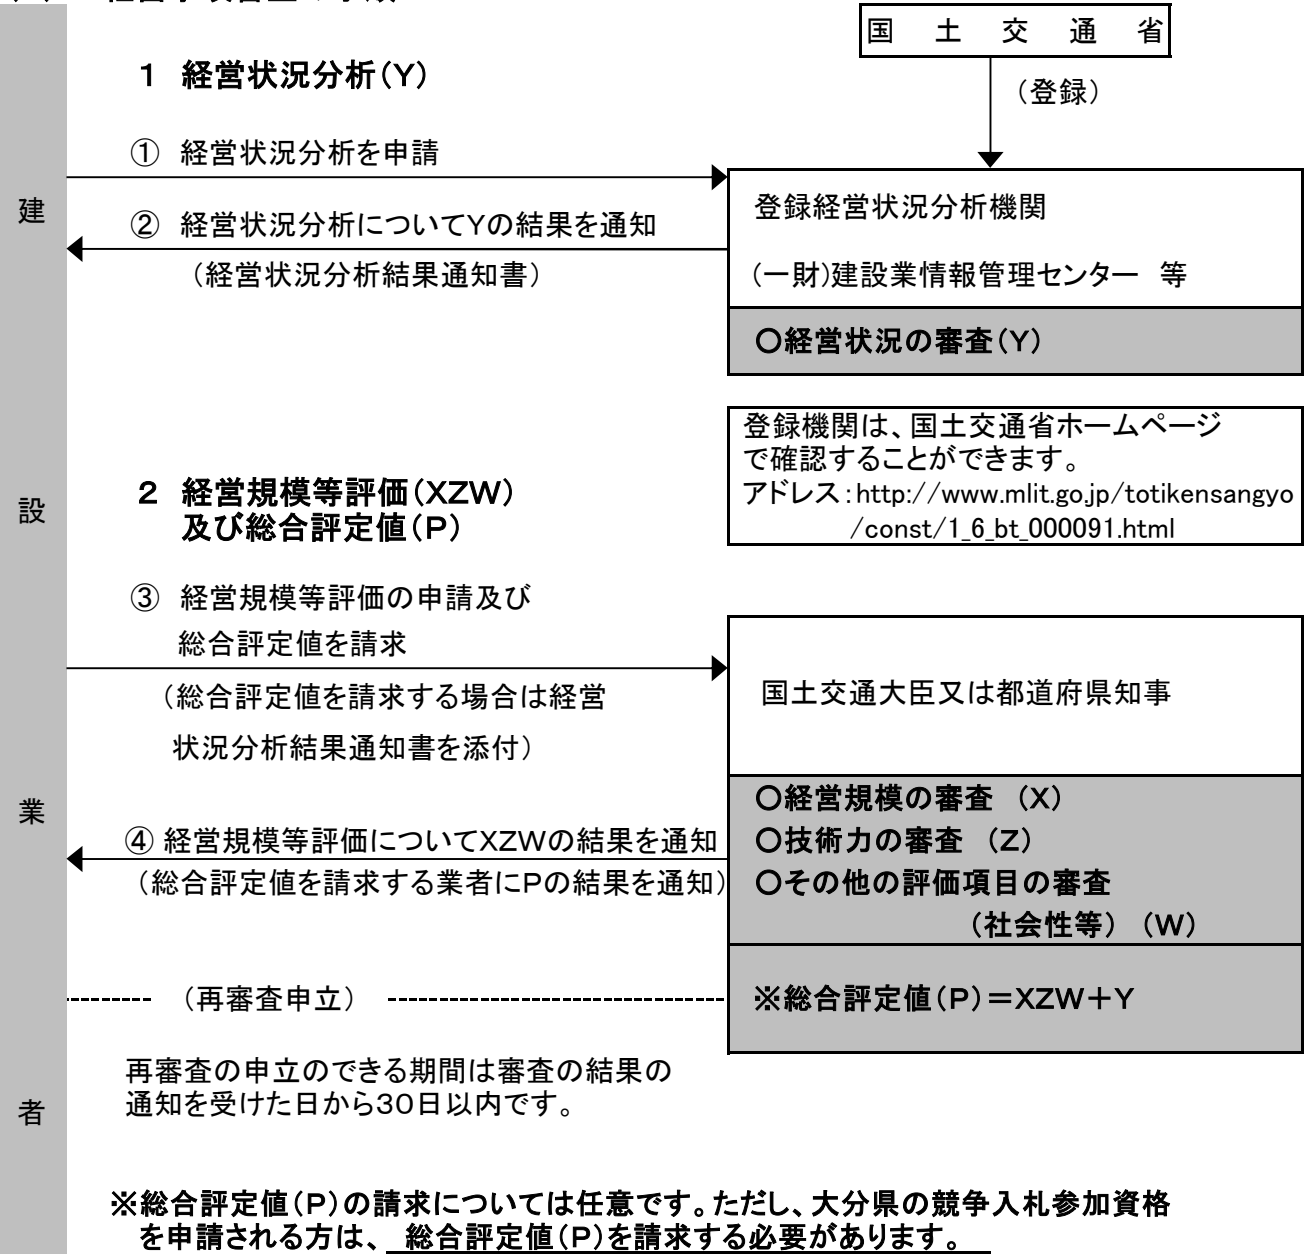 国土交通省
1 経営状況分析(Y)
(登録)
① 経営状況分析を申請
登録経営状況分析機関
② 経営状況分析についてYの結果を通知
(経営状況分析結果通知書)
(一財)建設業情報管理センター 等
○経営状況の審査(Y)
登録機関は、国土交通省ホームページ
で確認することができます。
アドレス:http://www.mlit.go.jp/totikensangyo
/const/1_6_bt_000091.html
2 経営規模等評価(XZW)
及び総合評定値(P)
③ 経営規模等評価の申請及び
総合評定値を請求
(総合評定値を請求する場合は経営
状況分析結果通知書を添付)
国土交通大臣又は都道府県知事
○経営規模の審査 (X)
○技術力の審査 (Z)
○その他の評価項目の審査
(社会性等) (W)
④ 経営規模等評価についてXZWの結果を通知
(総合評定値を請求する業者にPの結果を通知)
(再審査申立)
※総合評定値(P)=XZW+Y
再審査の申立のできる期間は審査の結果の
通知を受けた日から30日以内です。
建設業者
※総合評定値(P)の請求については任意です。ただし、大分県の競争入札参加資格
を申請される方は、 総合評定値(P)を請求する必要があります。